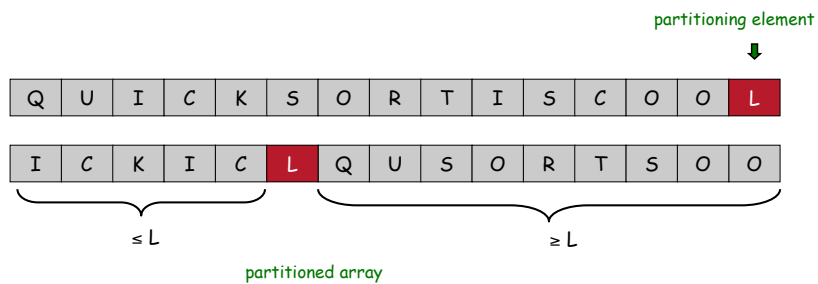 partitioning element
Q U I C K S O R T I S C O O L
I C K I C L Q U S O R T S O O
≤ L ≥ L
partitioned array